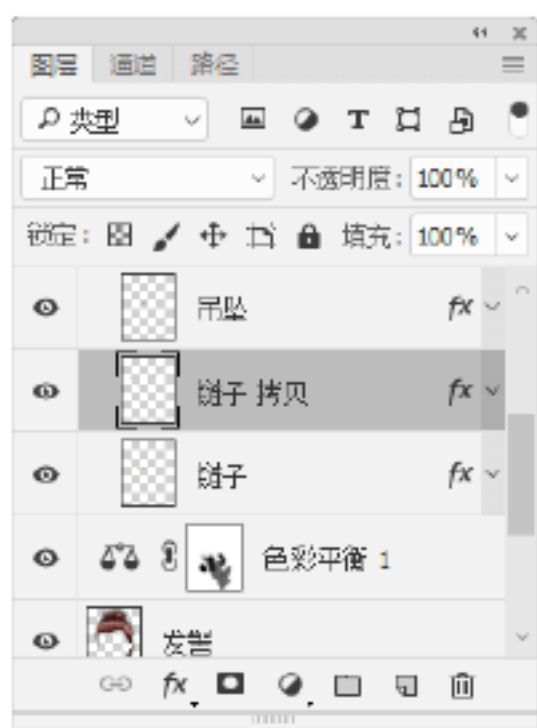 图层 通道 路径
类型
正常 不透明度: 100%
锁定: 填充: 100%
吊坠 fx
链子 拷贝 fx
链子 fx
色彩平衡 1
发髻
fx